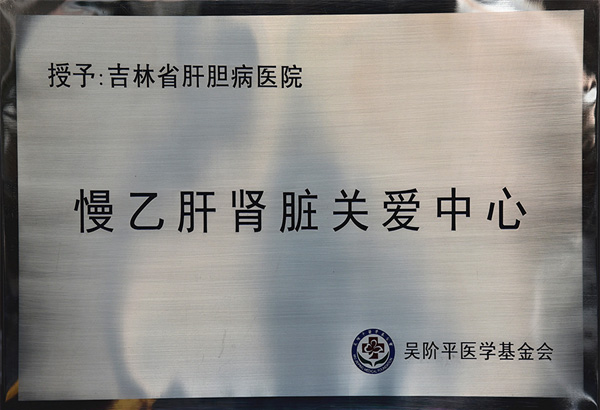 授予:吉林省肝胆病医院
慢乙肝肾脏关爱中心
吴阶平医学基金会